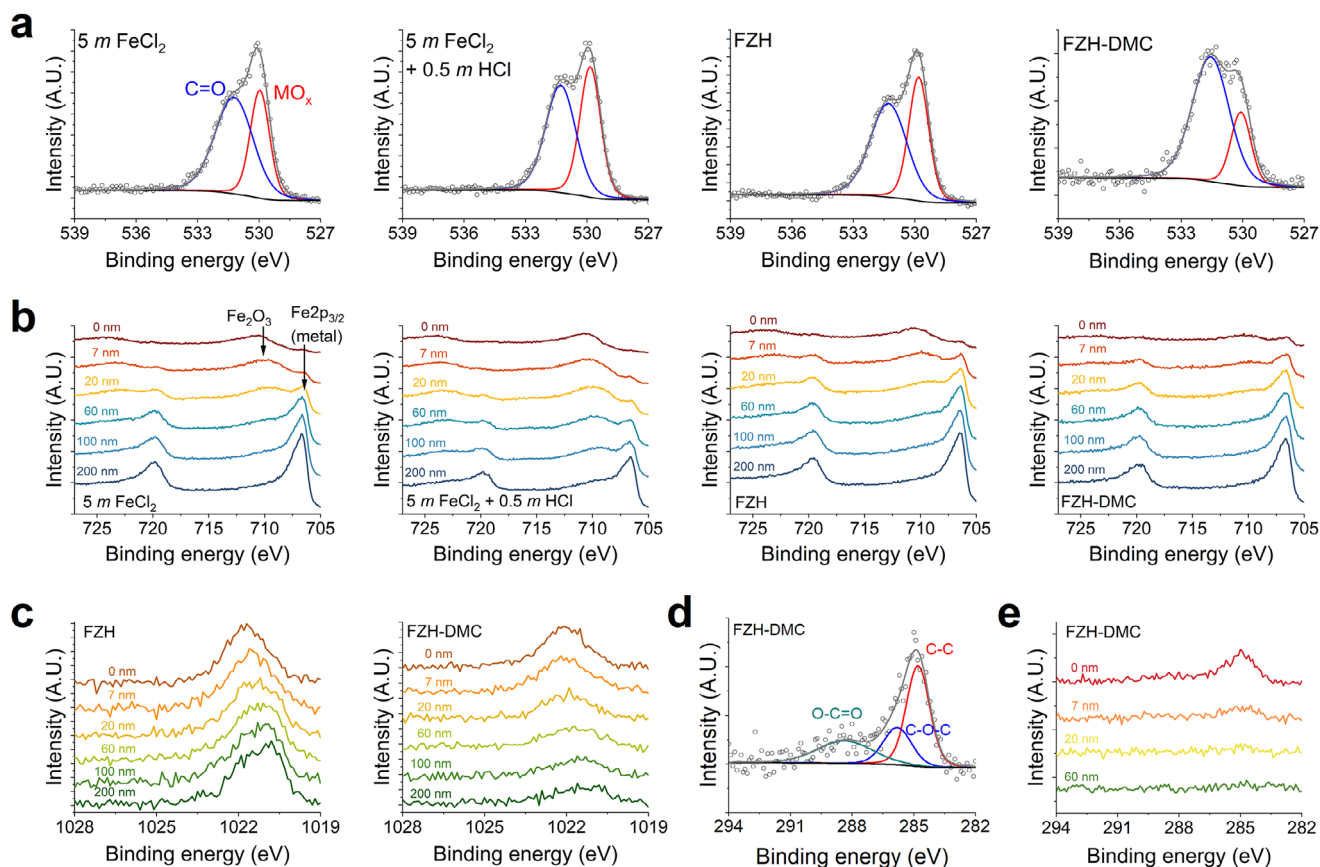 a
5 m FeCl2
C=O
MOx
Intensity (A.U.)
539 536 533 530 527
Binding energy (eV)
5 m FeCl2
+ 0.5 m HCl
Intensity (A.U.)
539 536 533 530 527
Binding energy (eV)
FZH
Intensity (A.U.)
539 536 533 530 527
Binding energy (eV)
FZH-DMC
Intensity (A.U.)
539 536 533 530 527
Binding energy (eV)
b
Fe2O3
Fe2p3/2
(metal)
0 nm
7 nm
20 nm
60 nm
100 nm
200 nm
5 m FeCl2
Intensity (A.U.)
725 720 715 710 705
Binding energy (eV)
0 nm
7 nm
20 nm
60 nm
100 nm
200 nm
5 m FeCl2 + 0.5 m HCl
Intensity (A.U.)
725 720 715 710 705
Binding energy (eV)
0 nm
7 nm
20 nm
60 nm
100 nm
200 nm
FZH
Intensity (A.U.)
725 720 715 710 705
Binding energy (eV)
0 nm
7 nm
20 nm
60 nm
100 nm
200 nm
FZH-DMC
Intensity (A.U.)
725 720 715 710 705
Binding energy (eV)
c
FZH
0 nm
7 nm
20 nm
60 nm
100 nm
200 nm
Intensity (A.U.)
1028 1025 1022 1019
Binding energy (eV)
FZH-DMC
0 nm
7 nm
20 nm
60 nm
100 nm
200 nm
Intensity (A.U.)
1028 1025 1022 1019
Binding energy (eV)
d
FZH-DMC
C-C
O-C=O
C-O-C
Intensity (A.U.)
294 291 288 285 282
Binding energy (eV)
e
FZH-DMC
0 nm
7 nm
20 nm
60 nm
Intensity (A.U.)
294 291 288 285 282
Binding energy (eV)